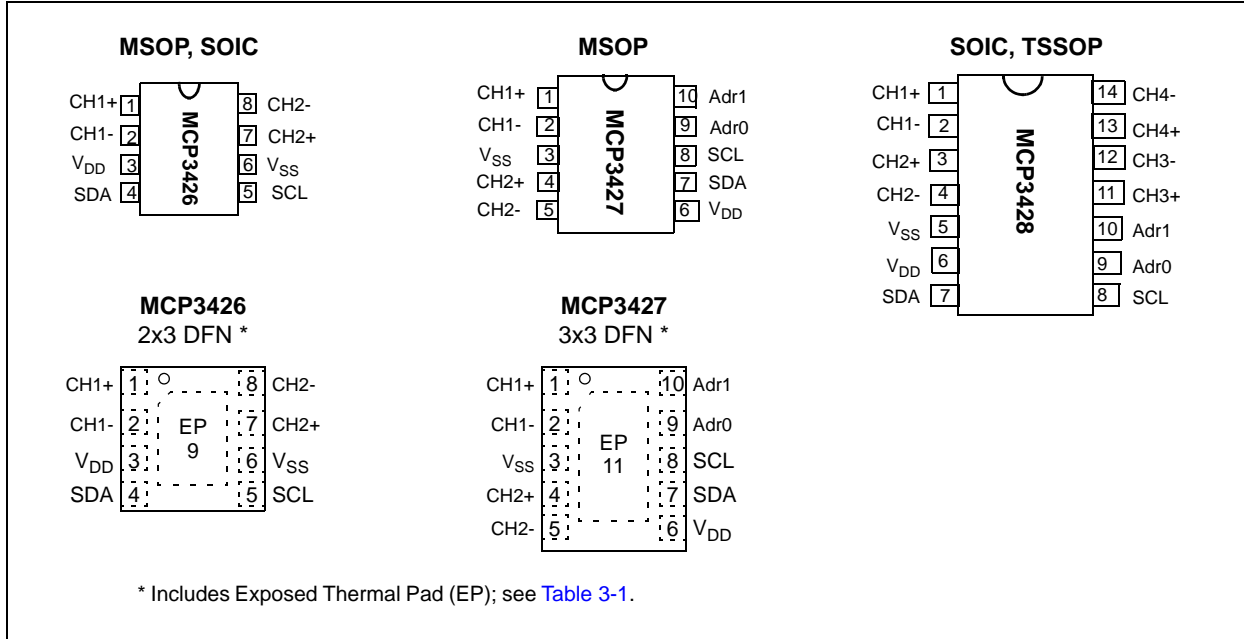 MSOP, SOIC
CH1+ 1
CH1- 2
VDD 3
SDA 4
MCP3426
8 CH2-
7 CH2+
6 VSS
5 SCL
MSOP
CH1+ 1
CH1- 2
VSS 3
CH2+ 4
CH2- 5
MCP3427
10 Adr1
9 Adr0
8 SCL
7 SDA
6 VDD
SOIC, TSSOP
CH1+ 1
CH1- 2
CH2+ 3
CH2- 4
VSS 5
VDD 6
SDA 7
MCP3428
14 CH4-
13 CH4+
12 CH3-
11 CH3+
10 Adr1
9 Adr0
8 SCL
MCP3426
2x3 DFN *
CH1+ 1
CH1- 2
VDD 3
SDA 4
EP
9
8 CH2-
7 CH2+
6 VSS
5 SCL
MCP3427
3x3 DFN *
CH1+ 1
CH1- 2
VSS 3
CH2+ 4
CH2- 5
EP
11
10 Adr1
9 Adr0
8 SCL
7 SDA
6 VDD
* Includes Exposed Thermal Pad (EP); see Table 3-1.